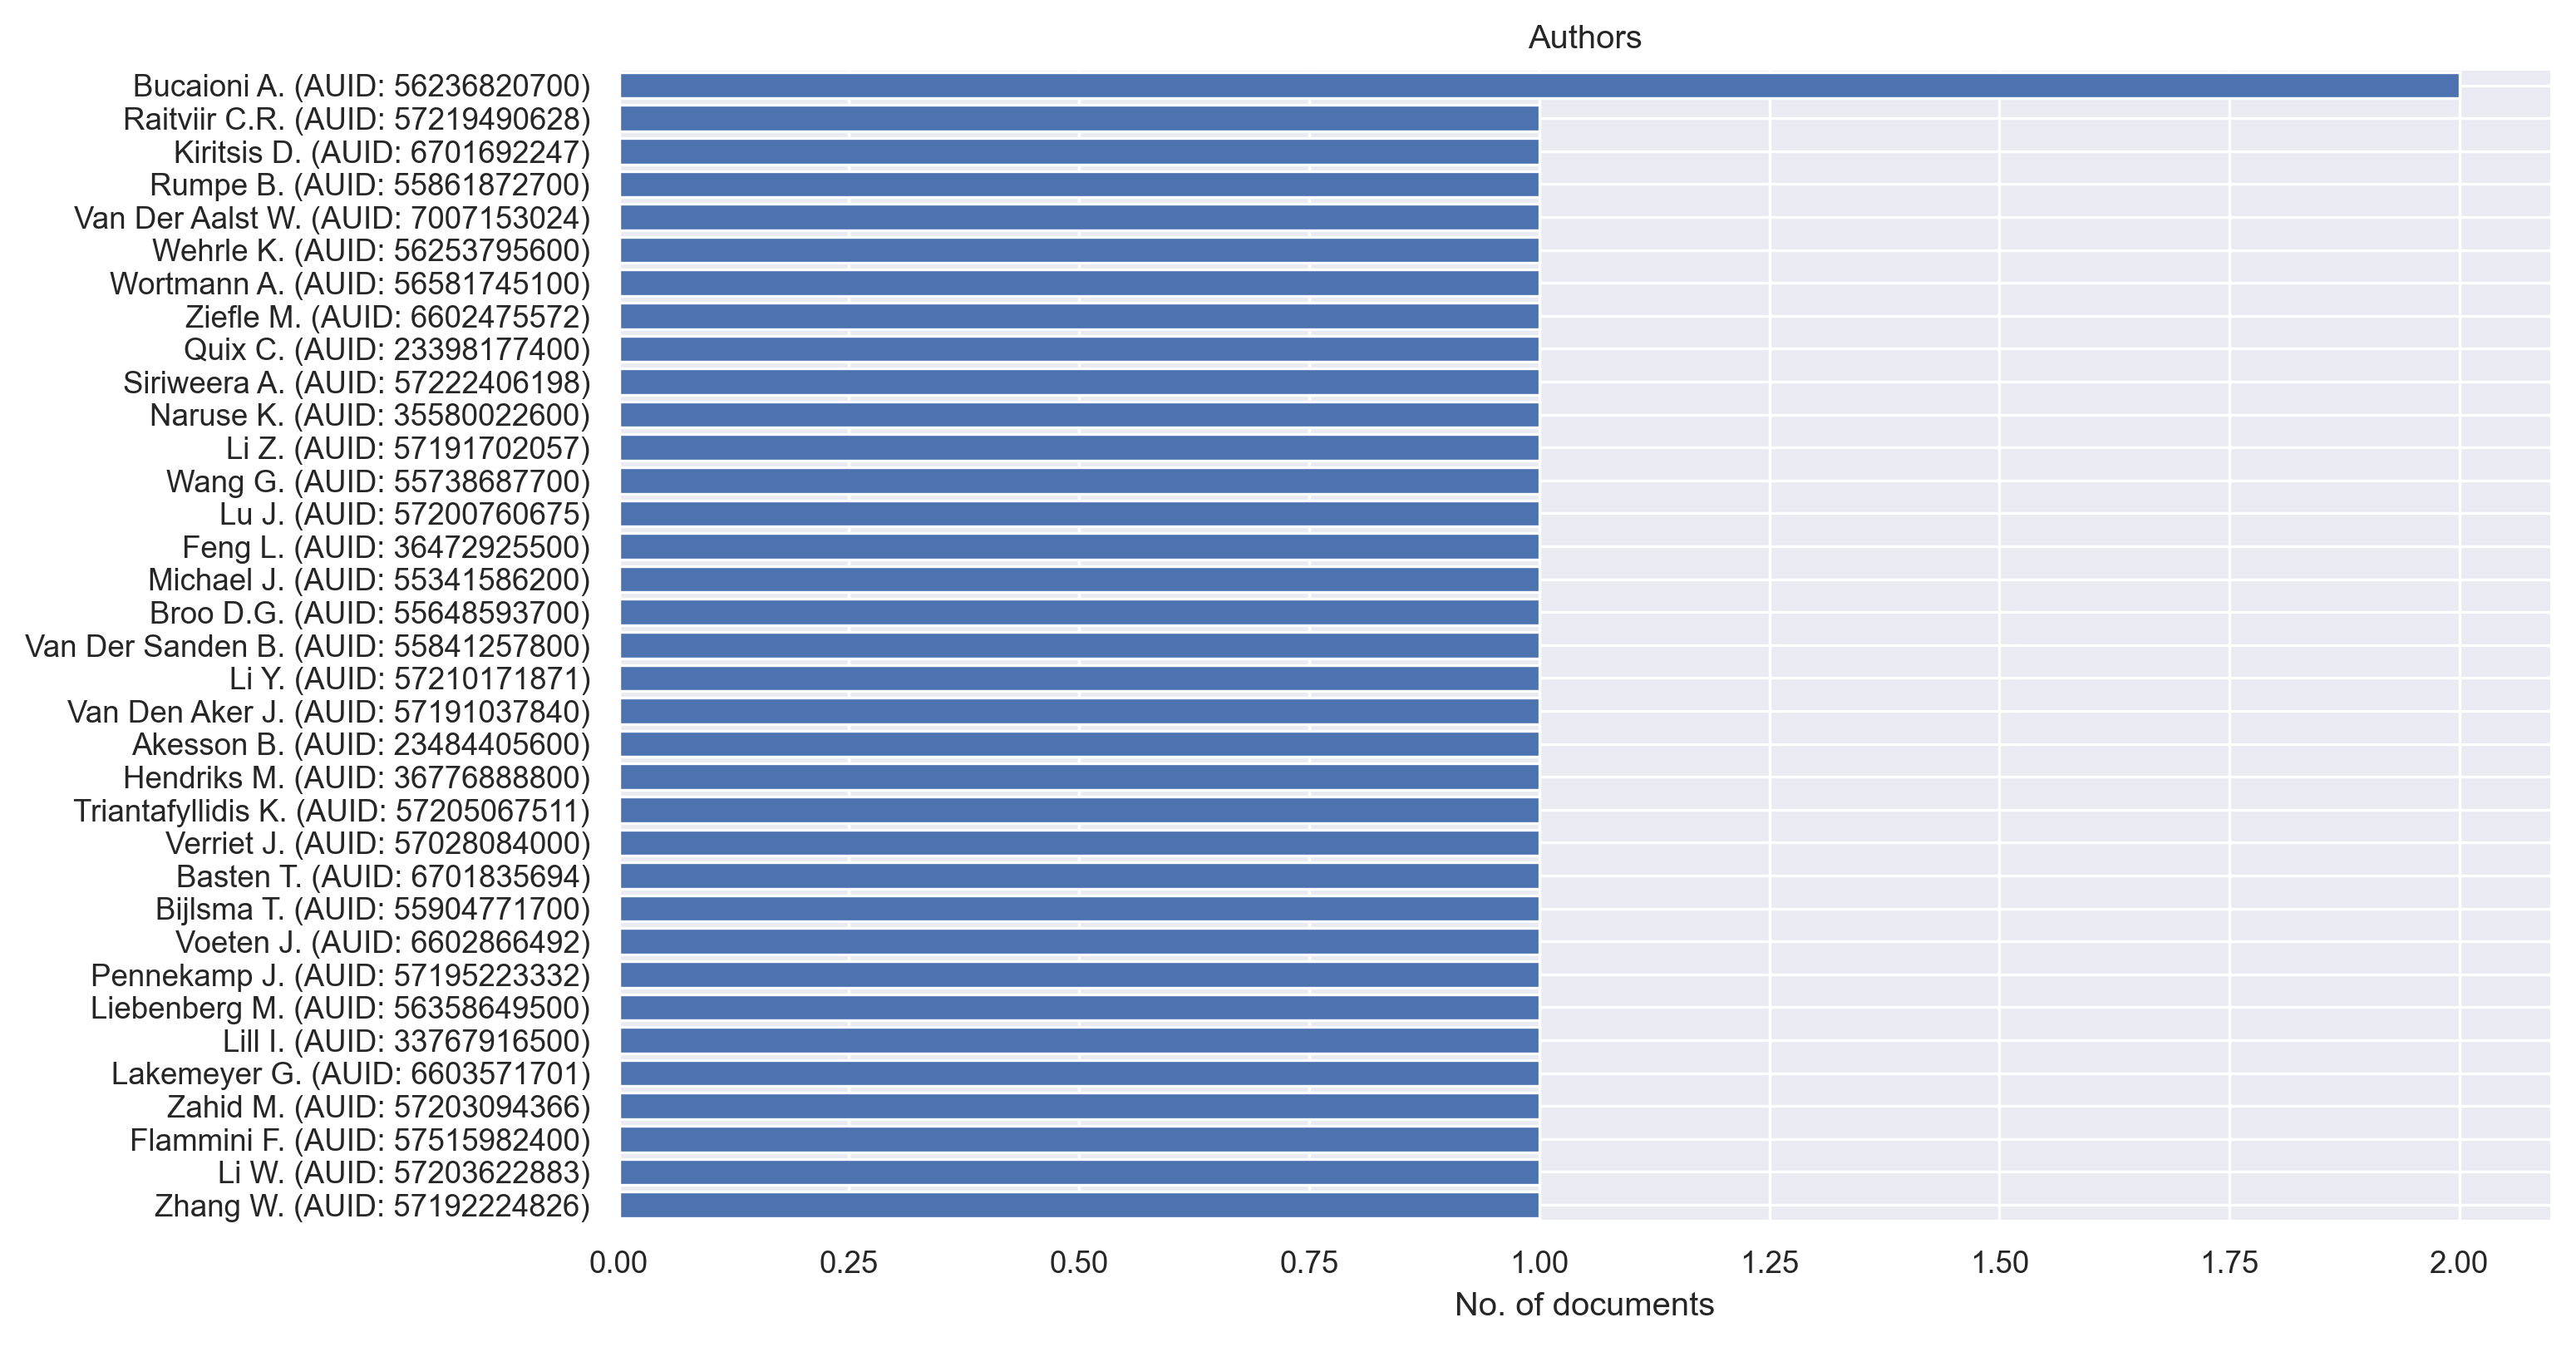 Authors
Bucaioni A. (AUID: 56236820700)
Raitviir C.R. (AUID: 57219490628)
Kiritsis D. (AUID: 6701692247)
Rumpe B. (AUID: 55861872700)
Van Der Aalst W. (AUID: 7007153024)
Wehrle K. (AUID: 56253795600)
Wortmann A. (AUID: 56581745100)
Ziefle M. (AUID: 6602475572)
Quix C. (AUID: 23398177400)
Siriweera A. (AUID: 57222406198)
Naruse K. (AUID: 35580022600)
Li Z. (AUID: 57191702057)
Wang G. (AUID: 55738687700)
Lu J. (AUID: 57200760675)
Feng L. (AUID: 36472925500)
Michael J. (AUID: 55341586200)
Broo D.G. (AUID: 55648593700)
Van Der Sanden B. (AUID: 55841257800)
Li Y. (AUID: 57210171871)
Van Den Aker J. (AUID: 57191037840)
Akesson B. (AUID: 23484405600)
Hendriks M. (AUID: 36776888800)
Triantafyllidis K. (AUID: 57205067511)
Verriet J. (AUID: 57028084000)
Basten T. (AUID: 6701835694)
Bijlsma T. (AUID: 55904771700)
Voeten J. (AUID: 6602866492)
Pennekamp J. (AUID: 57195223332)
Liebenberg M. (AUID: 56358649500)
Lill I. (AUID: 33767916500)
Lakemeyer G. (AUID: 6603571701)
Zahid M. (AUID: 57203094366)
Flammini F. (AUID: 57515982400)
Li W. (AUID: 57203622883)
Zhang W. (AUID: 57192224826)
0.00 0.25 0.50 0.75 1.00 1.25 1.50 1.75 2.00
No. of documents